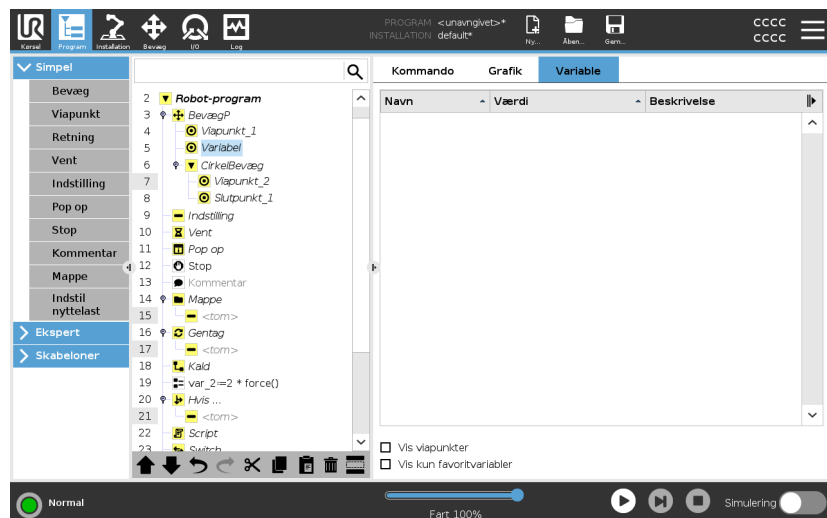 UR
Kørsel
Program
Installation
Bevæg
I/O
Log
PROGRAM <unavngivet>*
INSTALLATION default*
Ny...
Åben...
Gem...
CCCC
CCCC
Simpel
Bevæg
Viapunkt
Retning
Vent
Indstilling
Pop op
Stop
Kommentar
Mappe
Indstil
nyttelast
Ekspert
Skabeloner
2 Robot-program
3 BevægP
4 Viapunkt_1
5 Variabel
6 CirkelBevæg
7 Viapunkt_2
8 Slutpunkt_1
9 Indstilling
10 Vent
11 Pop op
12 Stop
13 Kommentar
14 Mappe
15 <tom>
16 Gentag
17 <tom>
18 Kald
19 var_2≔2 * force()
20 Hvis ...
21 <tom>
22 Script
23 Switch
Kommando Grafik Variable
Navn Værdi Beskrivelse
Vis viapunkter
Vis kun favoritvariabler
Normal
Fart 100%
Simulering